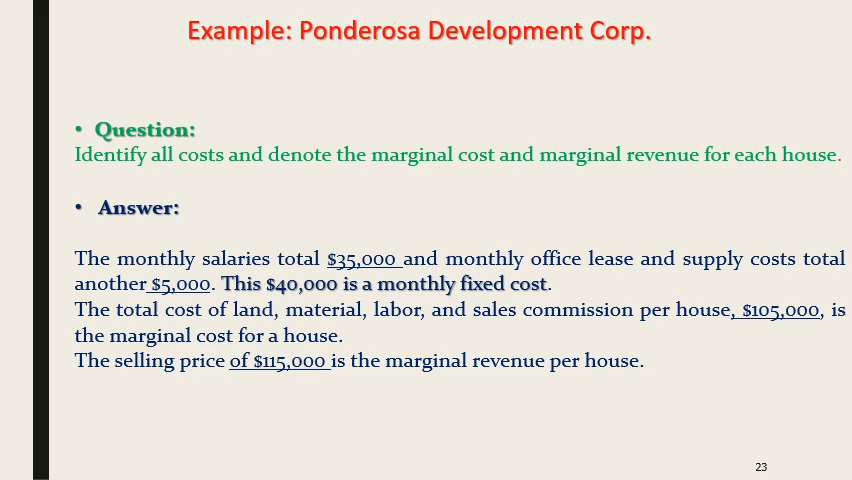 Example: Ponderosa Development Corp.
• Question:
Identify all costs and denote the marginal cost and marginal revenue for each house.
• Answer:
The monthly salaries total $35,000 and monthly office lease and supply costs total
another $5,000. This $40,000 is a monthly fixed cost.
The total cost of land, material, labor, and sales commission per house, $105,000, is
the marginal cost for a house.
The selling price of $115,000 is the marginal revenue per house.
23